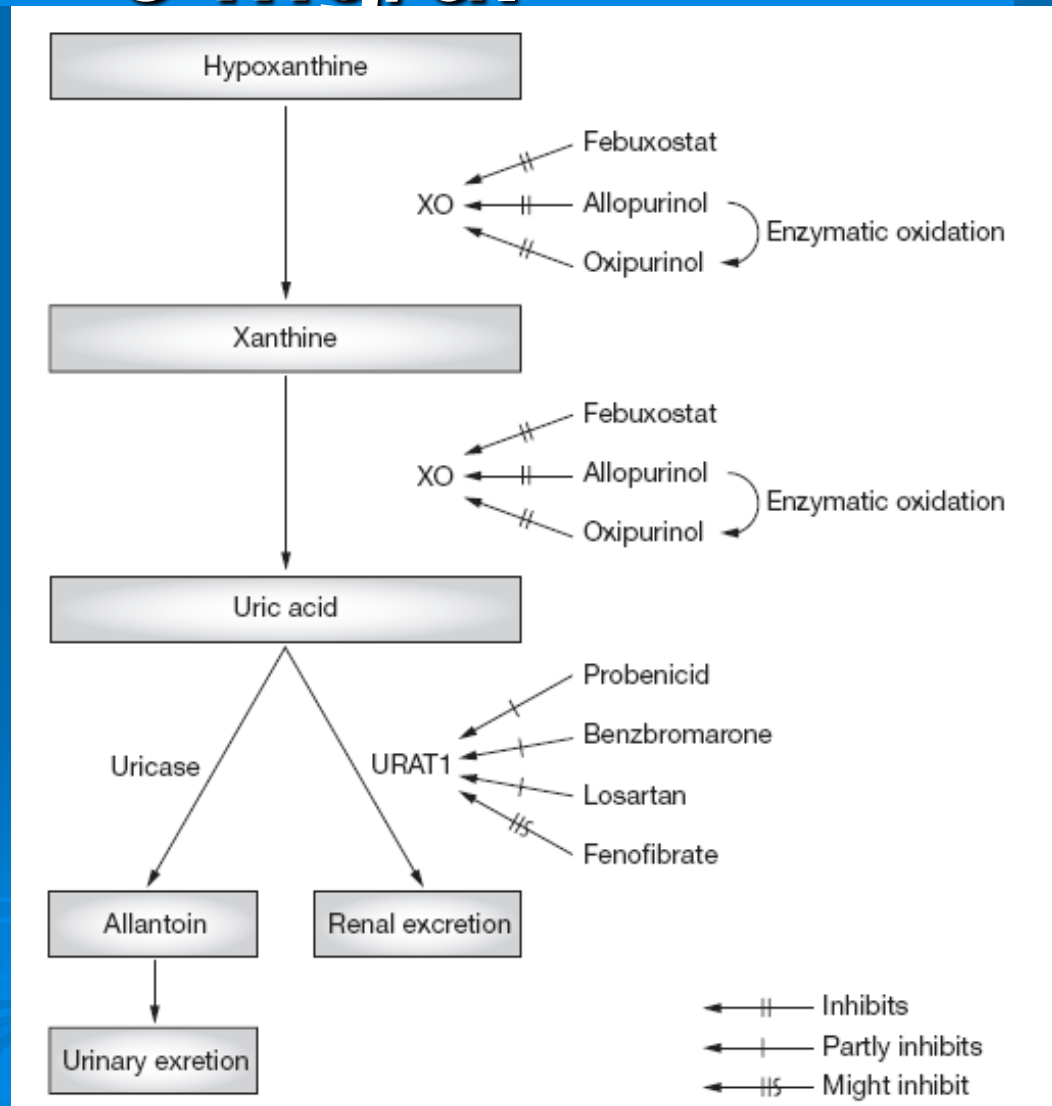 Hypoxanthine
Febuxostat
XO
Allopurinol
Enzymatic oxidation
Oxipurinol
Xanthine
Febuxostat
XO
Allopurinol
Enzymatic oxidation
Oxipurinol
Uric acid
Probenicid
Benzbromarone
Uricase
URAT1
Losartan
Fenofibrate
Allantoin
Renal excretion
Inhibits
Partly inhibits
Urinary exretion
Might inhibit